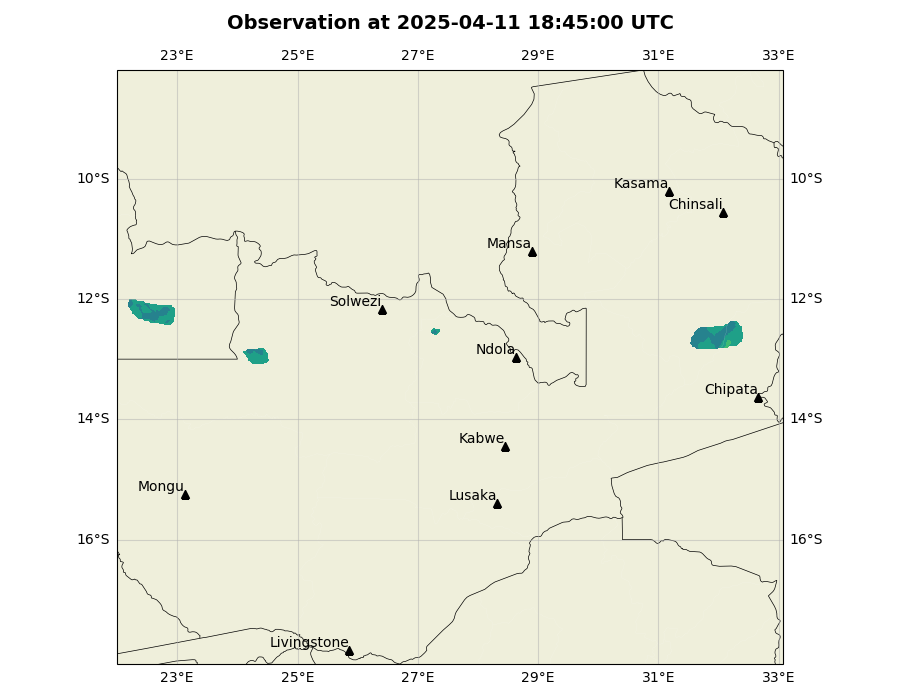 Observation at 2025-04-11 18:45:00 UTC
23°E 25°E 27°E 29°E 31°E 33°E
10°S 10°S
Kasama
Chinsali
Mansa
12°S 12°S
Solwezi
Ndola
Chipata
14°S 14°S
Kabwe
Mongu
Lusaka
16°S 16°S
Livingstone
23°E 25°E 27°E 29°E 31°E 33°E